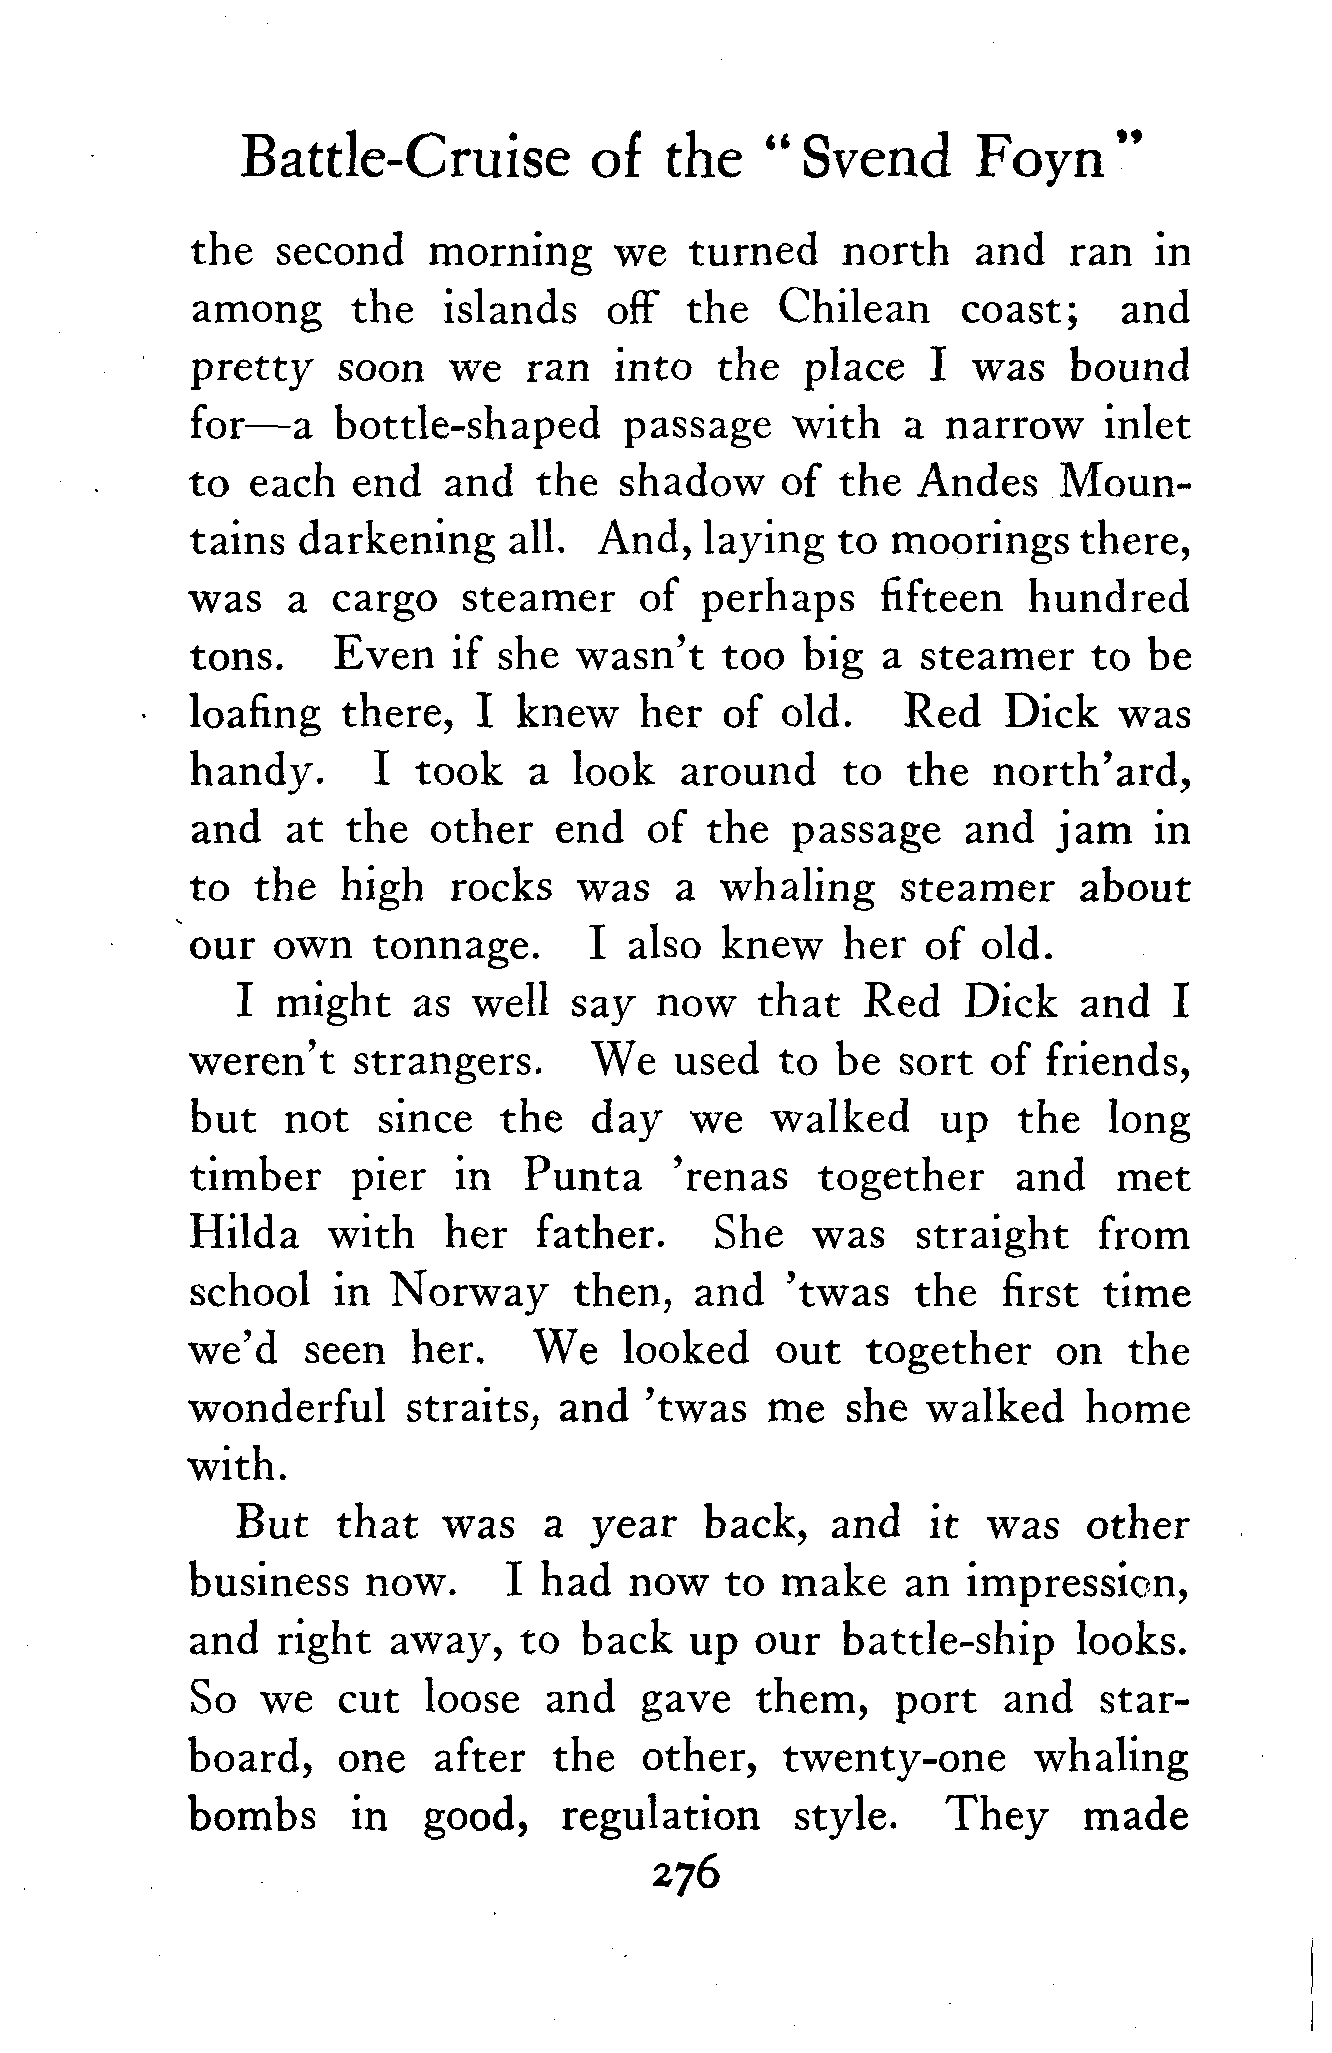 Battle-Cruise of the “Svend Foyn”
the second morning we turned north and ran in
among the islands off the Chilean coast; and
pretty soon we ran into the place I was bound
for—a bottle-shaped passage with a narrow inlet
to each end and the shadow of the Andes Moun-
tains darkening all. And, laying to moorings there,
was a cargo steamer of perhaps fifteen hundred
tons. Even if she wasn’t too big a steamer to be
loafing there, I knew her of old. Red Dick was
handy. I took a look around to the north’ard,
and at the other end of the passage and jam in
to the high rocks was a whaling steamer about
our own tonnage. I also knew her of old.
I might as well say now that Red Dick and I
weren’t strangers. We used to be sort of friends,
but not since the day we walked up the long
timber pier in Punta ’renas together and met
Hilda with her father. She was straight from
school in Norway then, and ’twas the first time
we’d seen her. We looked out together on the
wonderful straits, and ’twas me she walked home
with.
But that was a year back, and it was other
business now. I had now to make an impression,
and right away, to back up our battle-ship looks.
So we cut loose and gave them, port and star-
board, one after the other, twenty-one whaling
bombs in good, regulation style. They made
276